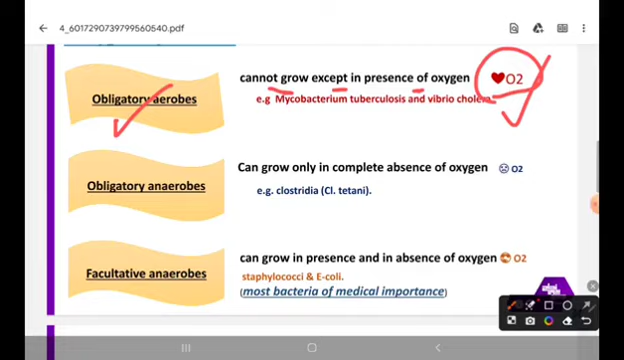 4_6017290739799560540.pdf
cannot grow except in presence of oxygen
O2
Obligatory aerobes
e.g Mycobacterium tuberculosis and vibrio cholera
Can grow only in complete absence of oxygen
O2
Obligatory anaerobes
e.g. clostridia (Cl. tetani).
can grow in presence and in absence of oxygen
O2
Facultative anaerobes
staphylococci & E-coli.
(most bacteria of medical importance)